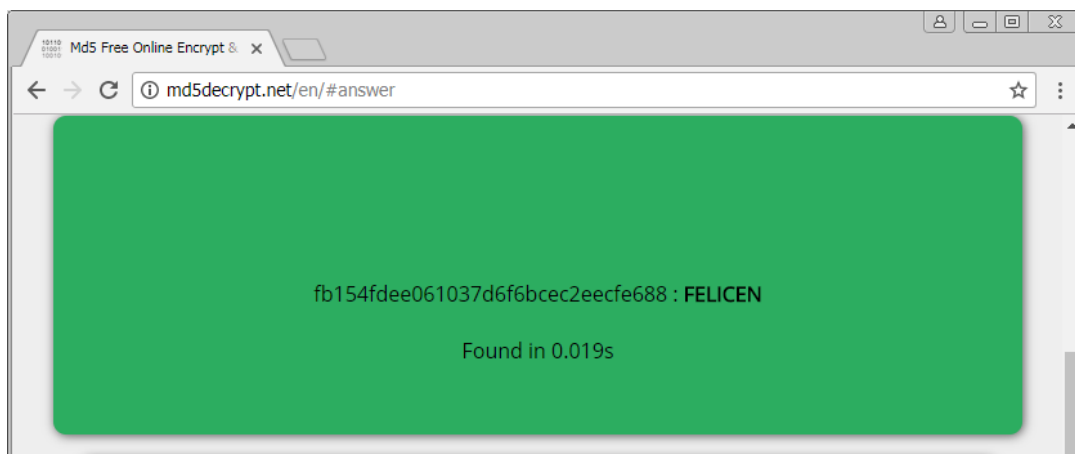 Md5 Free Online Encrypt &
md5decrypt.net/en/#answer
fb154fdee061037d6f6bcec2eecfe688 : FELICEN
Found in 0.019s